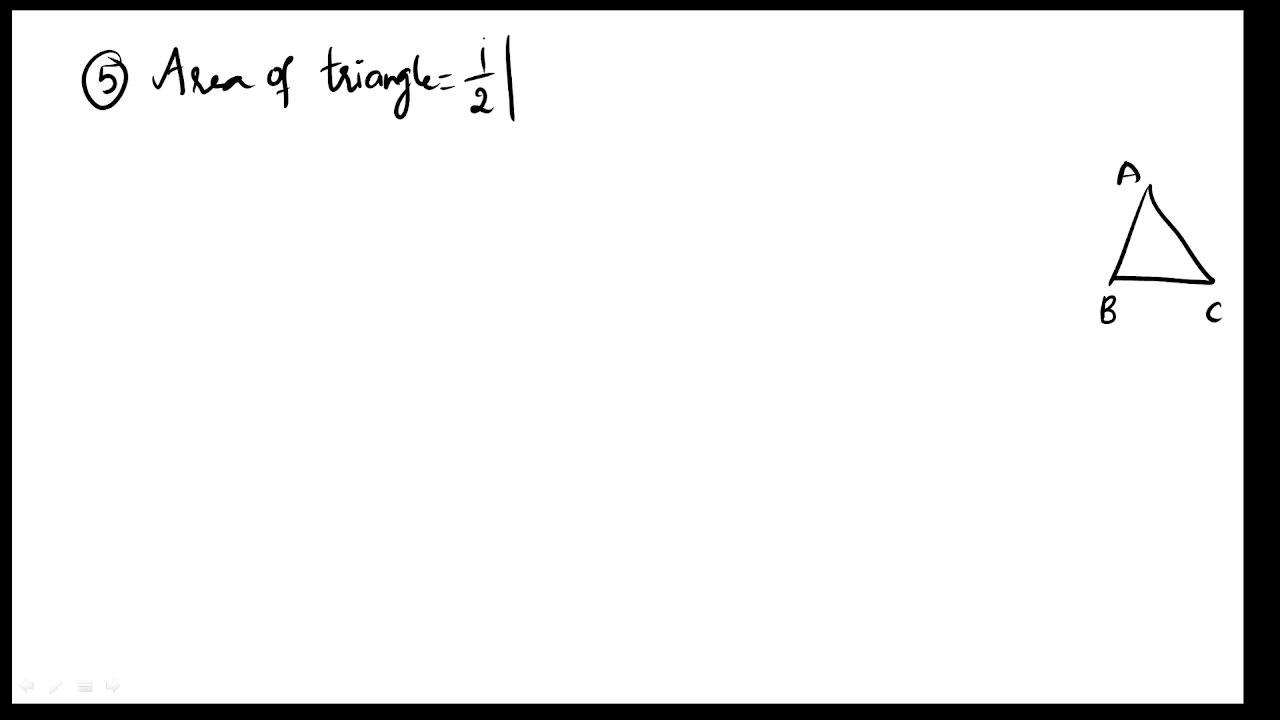 ⑤ Area of triangle = 1/2 |
A
B C